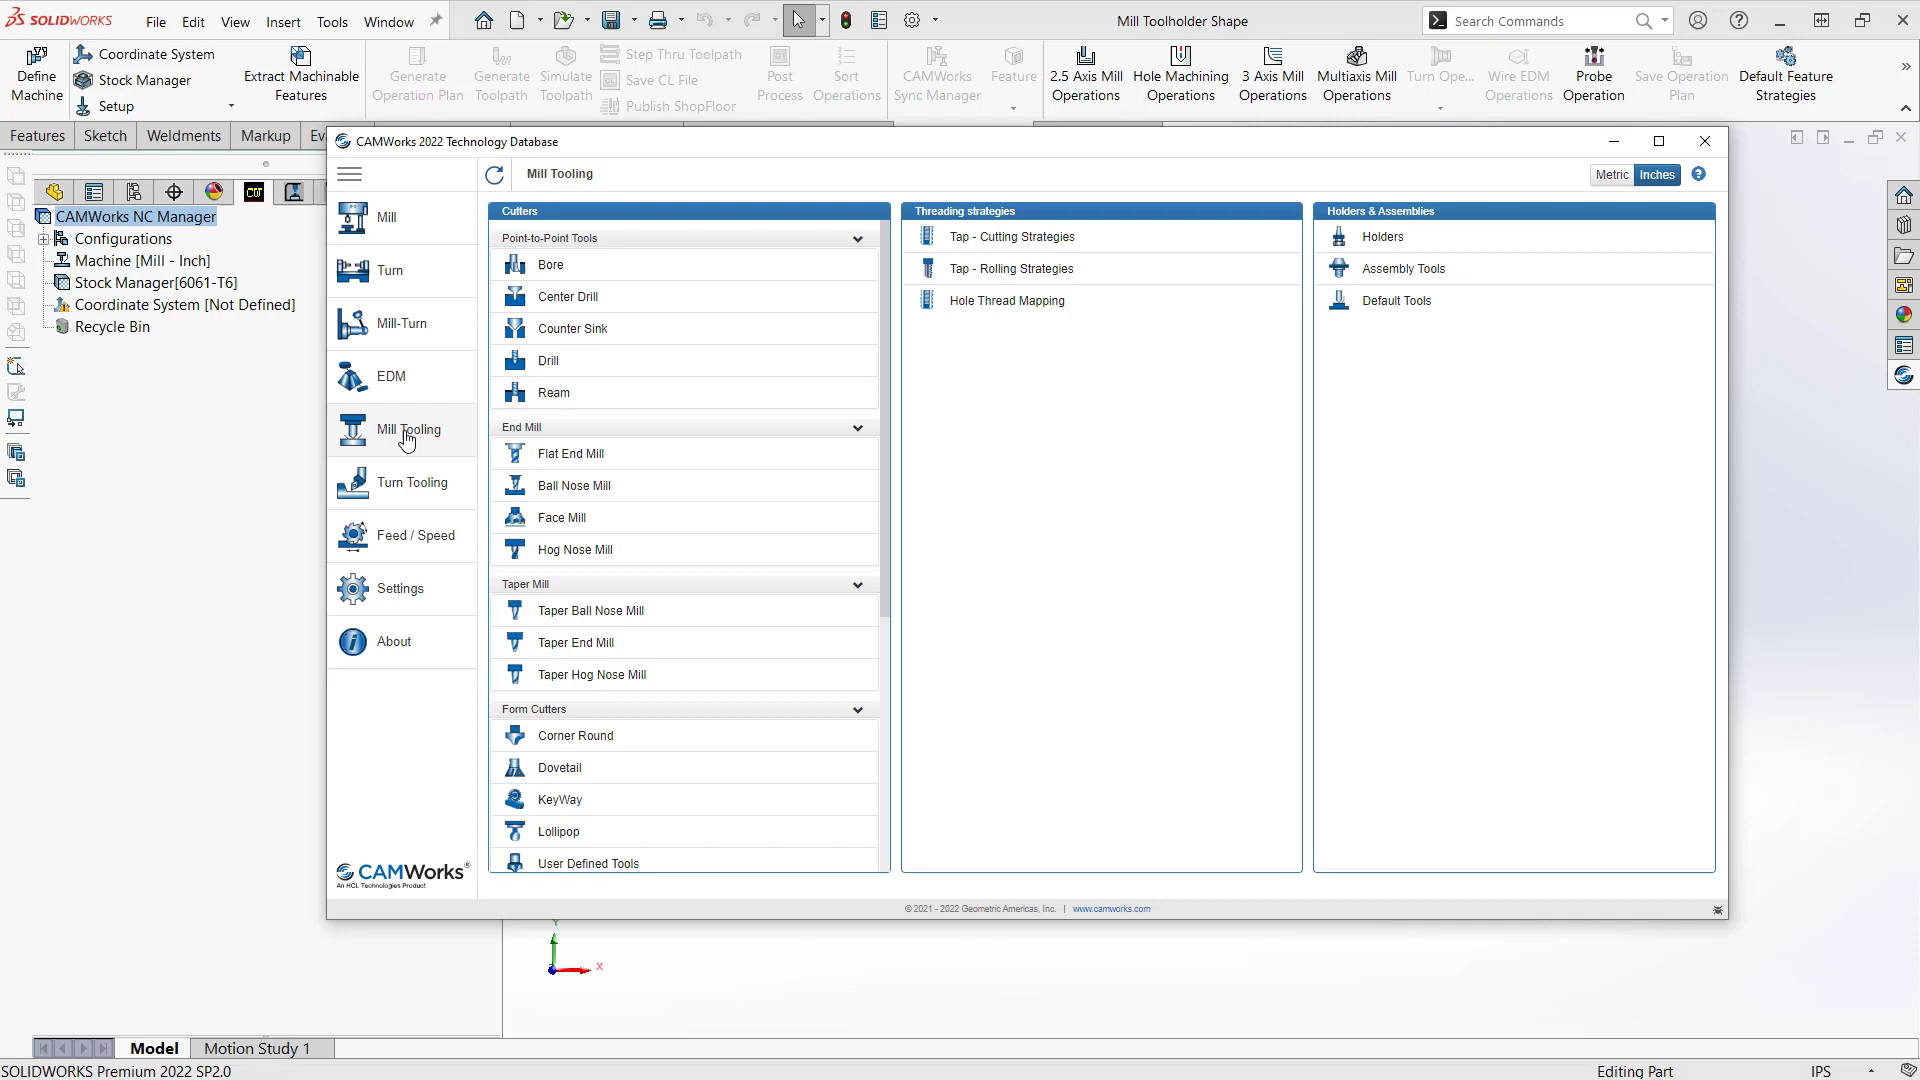 SOLIDWORKS
File Edit View Insert Tools Window
Mill Toolholder Shape
Search Commands
Define Machine
Coordinate System
Stock Manager
Setup
Extract Machinable Features
Generate Operation Plan
Generate Toolpath
Simulate Toolpath
Step Thru Toolpath
Save CL File
Publish ShopFloor
Post Process
Sort Operations
CAMWorks Sync Manager
Feature
2.5 Axis Mill Operations
Hole Machining Operations
3 Axis Mill Operations
Multiaxis Mill Operations
Turn Ope...
Wire EDM Operations
Probe Operation
Save Operation Plan
Default Feature Strategies
Features Sketch Weldments Markup Ev
CAMWorks NC Manager
Configurations
Machine [Mill - Inch]
Stock Manager[6061-T6]
Coordinate System [Not Defined]
Recycle Bin
CAMWorks 2022 Technology Database
Mill Tooling
Metric Inches
Mill
Turn
Mill-Turn
EDM
Mill Tooling
Turn Tooling
Feed / Speed
Settings
About
CAMWorks®
An HCL Technologies Product
Cutters
Point-to-Point Tools
Bore
Center Drill
Counter Sink
Drill
Ream
End Mill
Flat End Mill
Ball Nose Mill
Face Mill
Hog Nose Mill
Taper Mill
Taper Ball Nose Mill
Taper End Mill
Taper Hog Nose Mill
Form Cutters
Corner Round
Dovetail
KeyWay
Lollipop
User Defined Tools
Threading strategies
Tap - Cutting Strategies
Tap - Rolling Strategies
Hole Thread Mapping
Holders & Assemblies
Holders
Assembly Tools
Default Tools
© 2021 - 2022 Geometric Americas, Inc. | www.camworks.com
Y
X
Model Motion Study 1
SOLIDWORKS Premium 2022 SP2.0
Editing Part
IPS